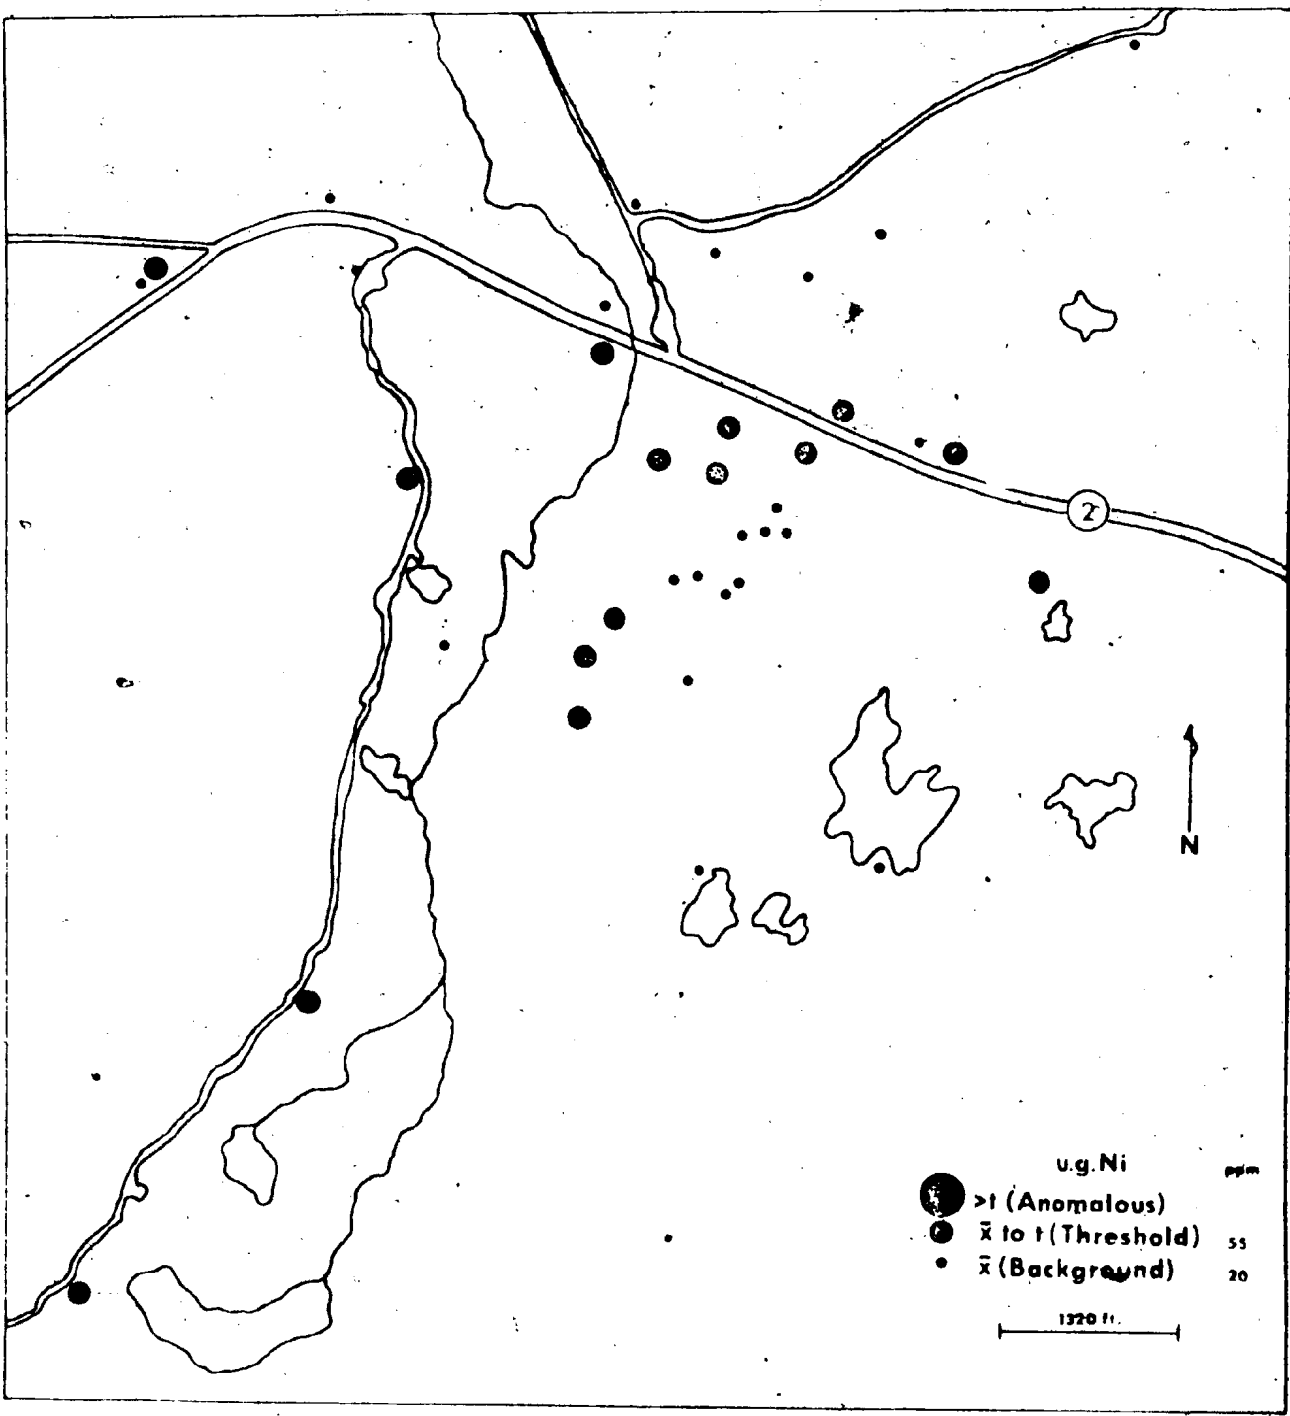 2
N
u.g. Ni ppm
>t (Anomalous)
x̄ to t (Threshold) 55
x̄ (Background) 20
1320 ft.